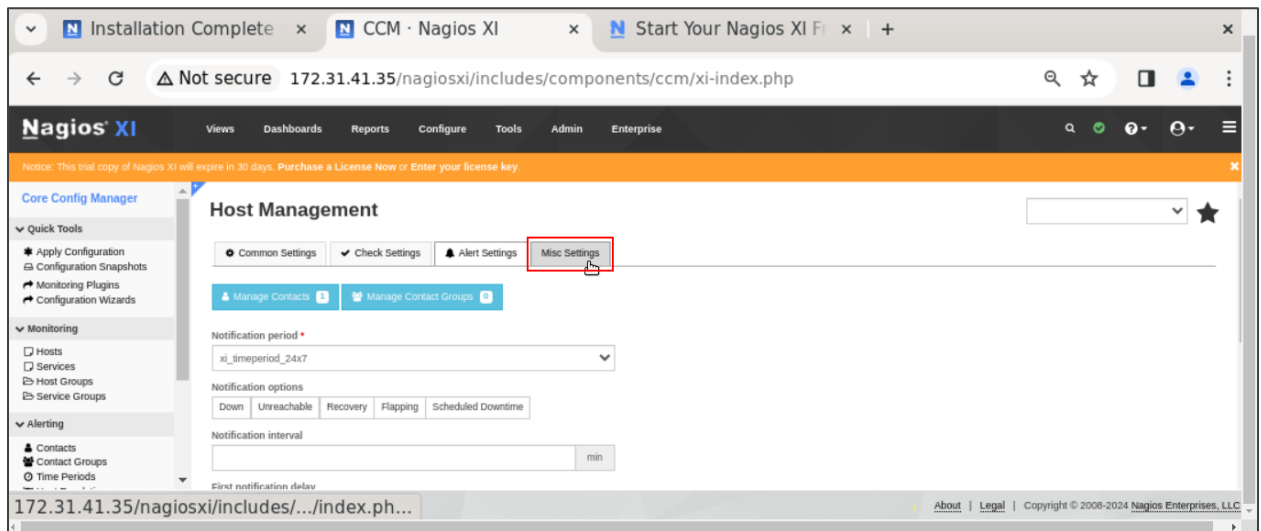 Installation Complete
CCM · Nagios XI
Start Your Nagios XI Fr
Not secure 172.31.41.35/nagiosxi/includes/components/ccm/xi-index.php
Nagios XI Views Dashboards Reports Configure Tools Admin Enterprise
Notice: This trial copy of Nagios XI will expire in 30 days. Purchase a License Now or Enter your license key.
Core Config Manager
Quick Tools
Apply Configuration
Configuration Snapshots
Monitoring Plugins
Configuration Wizards
Monitoring
Hosts
Services
Host Groups
Service Groups
Alerting
Contacts
Contact Groups
Time Periods
Host Management
Common Settings Check Settings Alert Settings Misc Settings
Manage Contacts 1 Manage Contact Groups 0
Notification period *
xi_timeperiod_24x7
Notification options
Down Unreachable Recovery Flapping Scheduled Downtime
Notification interval
min
First notification delay
172.31.41.35/nagiosxi/includes/.../index.ph...
About | Legal | Copyright © 2008-2024 Nagios Enterprises, LLC